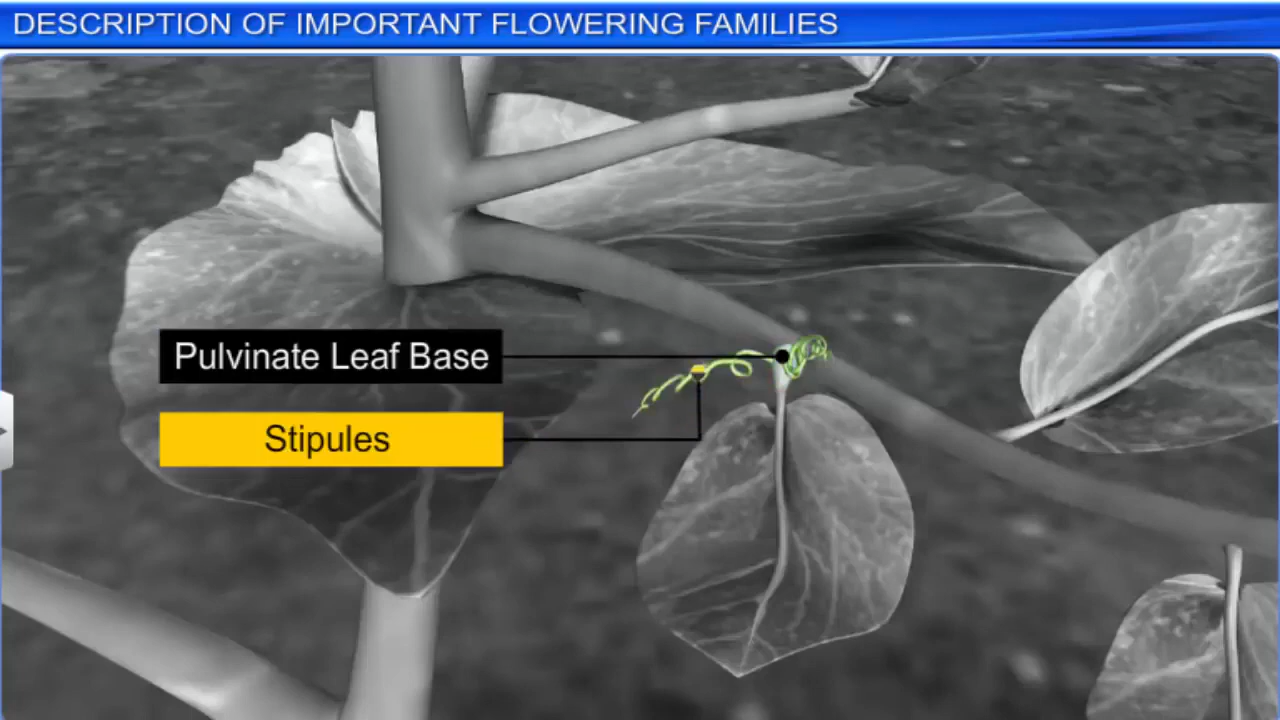 DESCRIPTION OF IMPORTANT FLOWERING FAMILIES
Pulvinate Leaf Base
Stipules